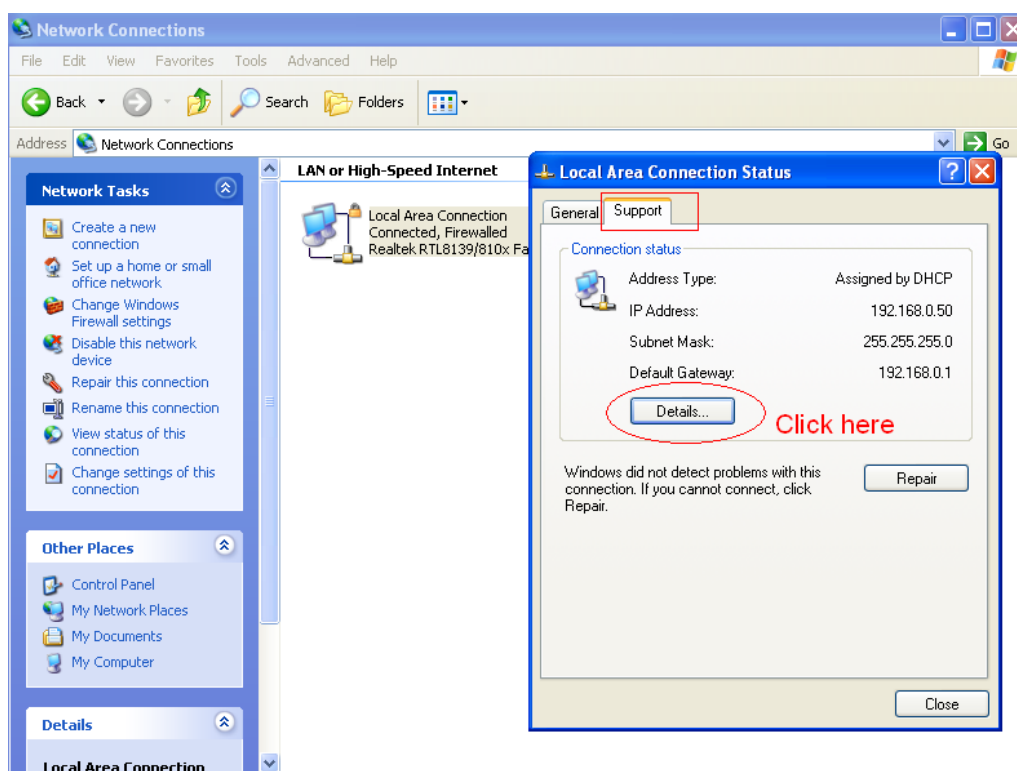 Network Connections
File Edit View Favorites Tools Advanced Help
Back Search Folders
Address Network Connections Go
Network Tasks
Create a new
connection
Set up a home or small
office network
Change Windows
Firewall settings
Disable this network
device
Repair this connection
Rename this connection
View status of this
connection
Change settings of this
connection
Other Places
Control Panel
My Network Places
My Documents
My Computer
Details
Local Area Connection
LAN or High-Speed Internet
Local Area Connection
Connected, Firewalled
Realtek RTL8139/810x Fa
Local Area Connection Status
General Support
Connection status
Address Type: Assigned by DHCP
IP Address: 192.168.0.50
Subnet Mask: 255.255.255.0
Default Gateway: 192.168.0.1
Details...
Click here
Windows did not detect problems with this
connection. If you cannot connect, click
Repair.
Repair
Close